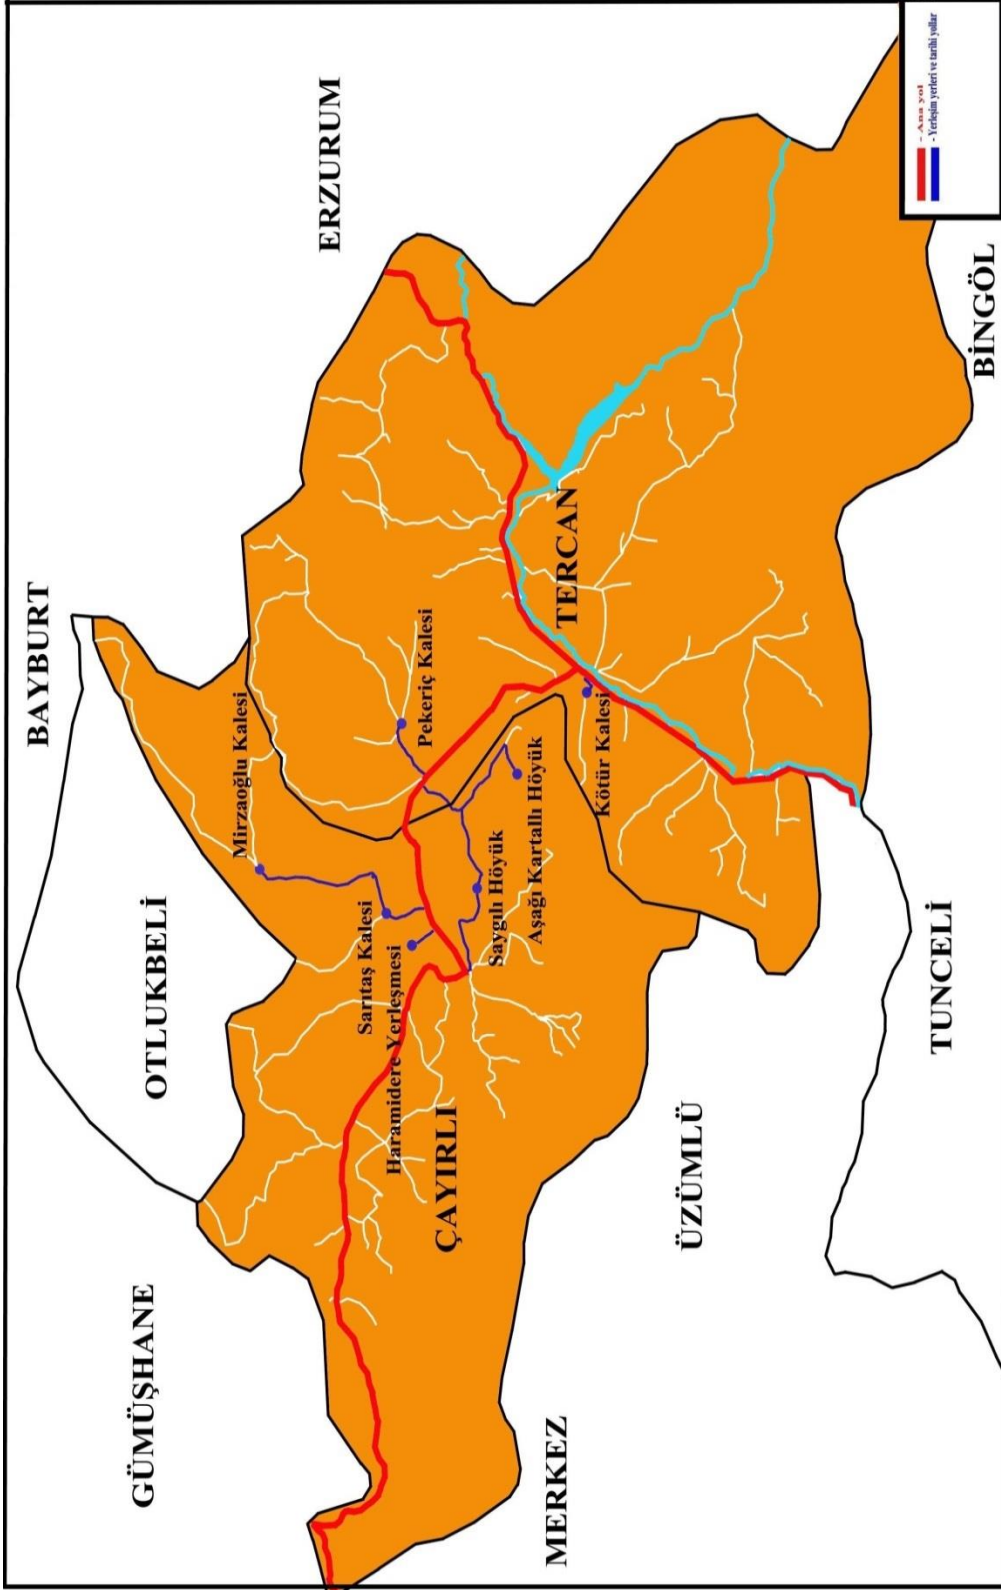 GÜMÜŞHANE
OTLUKBELİ
BAYBURT
ERZURUM
Mirzaoğlu Kalesi
Sarıtaş Kalesi
Haramidere Yerleşmesi
Pekeriç Kalesi
ÇAYIRLI
Saygılı Höyük
Aşağı Kartallı Höyük
TERCAN
Kötür Kalesi
MERKEZ
ÜZÜMLÜ
TUNCELİ
BİNGÖL
- Ana yol
- Yerleşim yerleri ve tarihi yollar